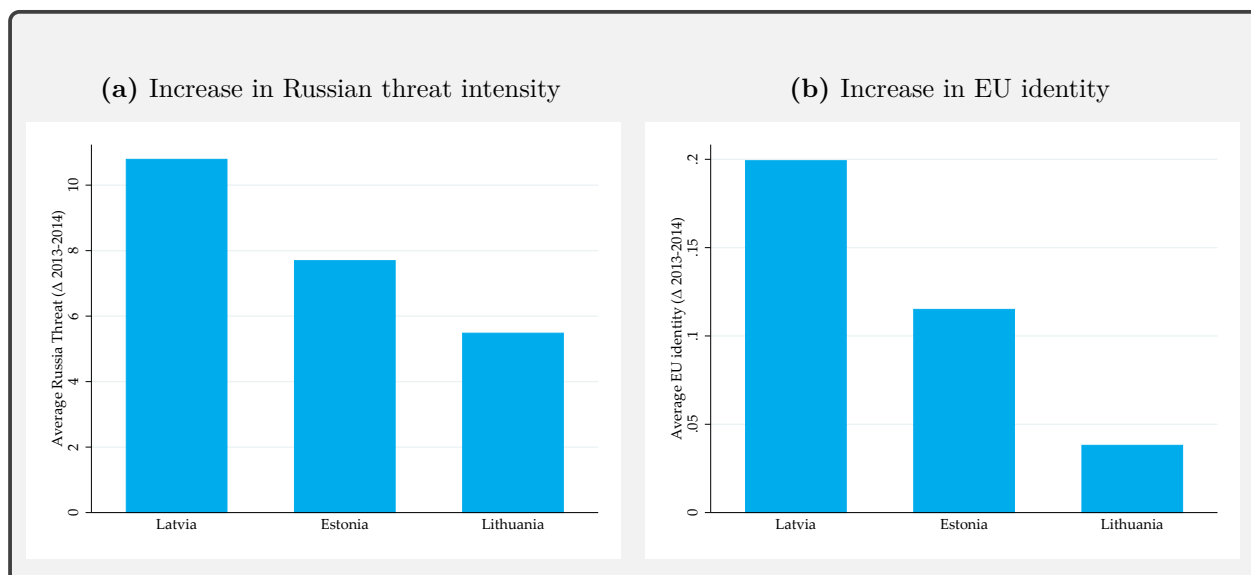 (a) Increase in Russian threat intensity
Average Russia Threat (Δ 2013-2014)
10
8
6
4
2
0
Latvia Estonia Lithuania
(b) Increase in EU identity
Average EU identity (Δ 2013-2014)
.2
.15
.1
.05
0
Latvia Estonia Lithuania